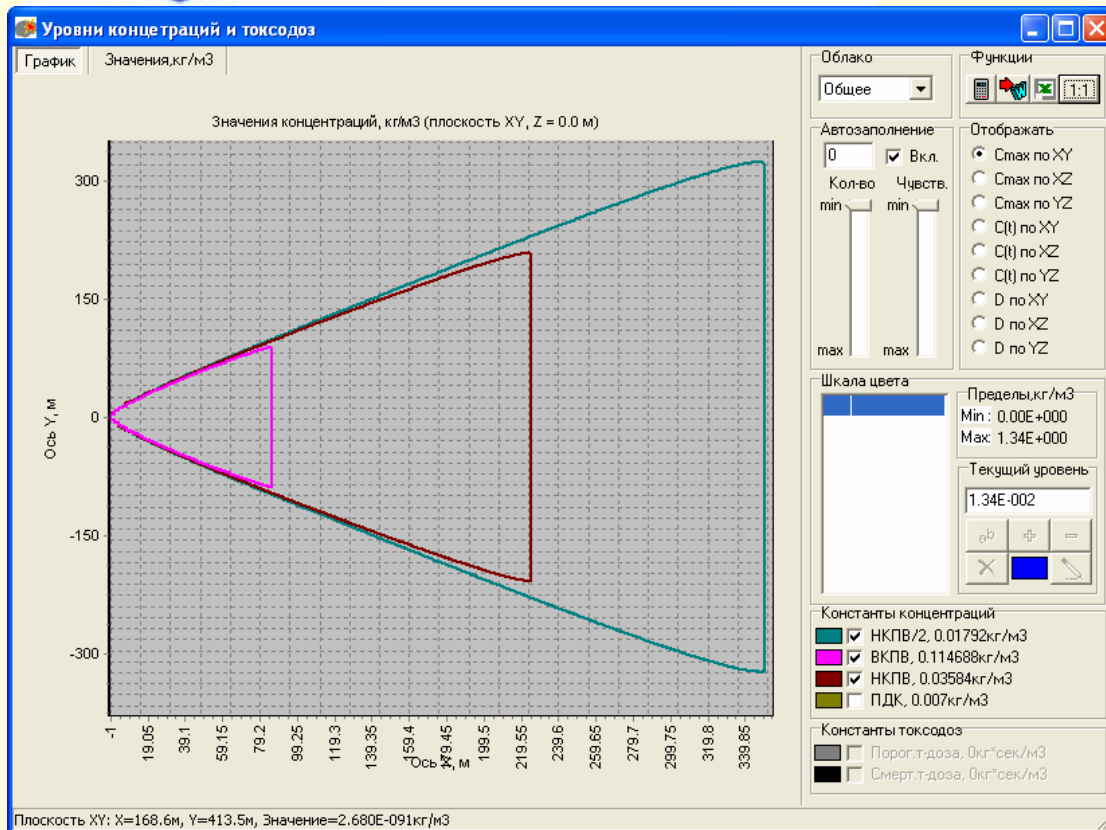 Уровни концетраций и токсодоз
График
Значения,кг/м3
Значения концентраций, кг/м3 (плоскость XY, Z = 0.0 м)
Ось Y, м
300
150
0
-150
-300
-1
19.05
39.1
59.15
79.2
99.25
119.3
139.35
159.4
179.45
199.5
219.55
239.6
259.65
279.7
299.75
319.8
339.85
Ось X, м
Облако
Общее
Функции
1:1
Автозаполнение
0
Вкл.
Кол-во Чувств.
min min
max max
Отображать
Cmax по XY
Cmax по XZ
Cmax по YZ
C(t) по XY
C(t) по XZ
C(t) по YZ
D по XY
D по XZ
D по YZ
Шкала цвета
Пределы,кг/м3
Min : 0.00E+000
Max: 1.34E+000
Текущий уровень
1.34E-002
ab
Константы концентраций
НКПВ/2, 0.01792кг/м3
ВКПВ, 0.114688кг/м3
НКПВ, 0.03584кг/м3
ПДК, 0.007кг/м3
Константы токсодоз
Порог.т-доза, 0кг*сек/м3
Смерт.т-доза, 0кг*сек/м3
Плоскость XY: X=168.6м, Y=413.5м, Значение=2.680E-091кг/м3